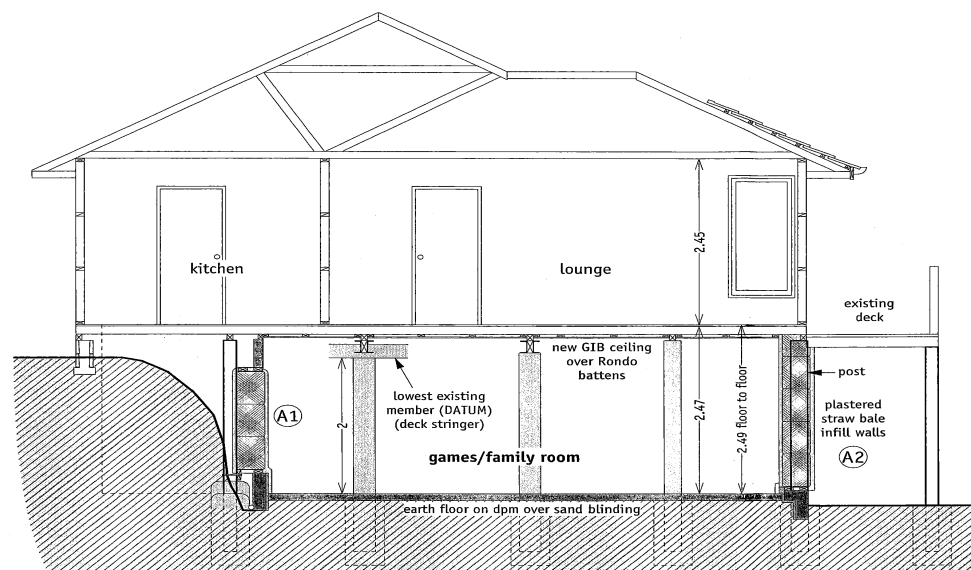 kitchen
lounge
2.45
existing
deck
new GIB ceiling
over Rondo
battens
post
lowest existing
member (DATUM)
(deck stringer)
A1
2
2.47
2.49 floor to floor
plastered
straw bale
infill walls
A2
games/family room
earth floor on dpm over sand blinding